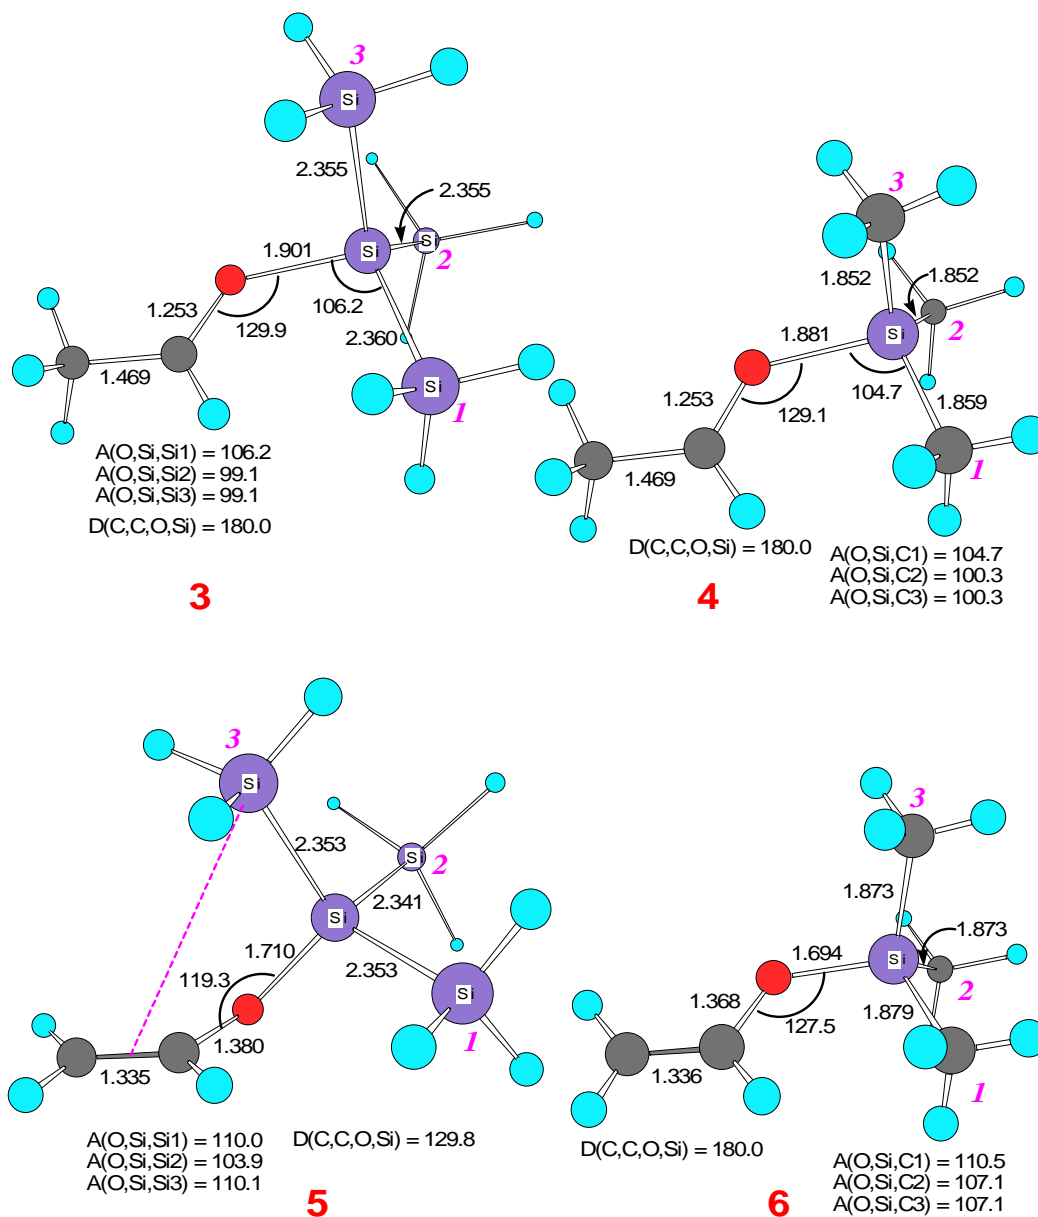 3
Si
2.355
2.355
Si
Si
2
1.901
1.253
129.9
106.2
2.360
Si
1
1.469
A(O,Si,Si1) = 106.2
A(O,Si,Si2) = 99.1
A(O,Si,Si3) = 99.1
D(C,C,O,Si) = 180.0
3
3
1.852
1.852
2
Si
1.881
1.253
129.1
104.7
1.859
1
1.469
D(C,C,O,Si) = 180.0
A(O,Si,C1) = 104.7
A(O,Si,C2) = 100.3
A(O,Si,C3) = 100.3
4
3
Si
2.353
Si
2
2.341
Si
1.710
2.353
119.3
Si
1
1.380
1.335
A(O,Si,Si1) = 110.0
A(O,Si,Si2) = 103.9
A(O,Si,Si3) = 110.1
D(C,C,O,Si) = 129.8
5
3
1.873
1.873
Si
2
1.694
1.368
127.5
1.879
1
1.336
D(C,C,O,Si) = 180.0
A(O,Si,C1) = 110.5
A(O,Si,C2) = 107.1
A(O,Si,C3) = 107.1
6